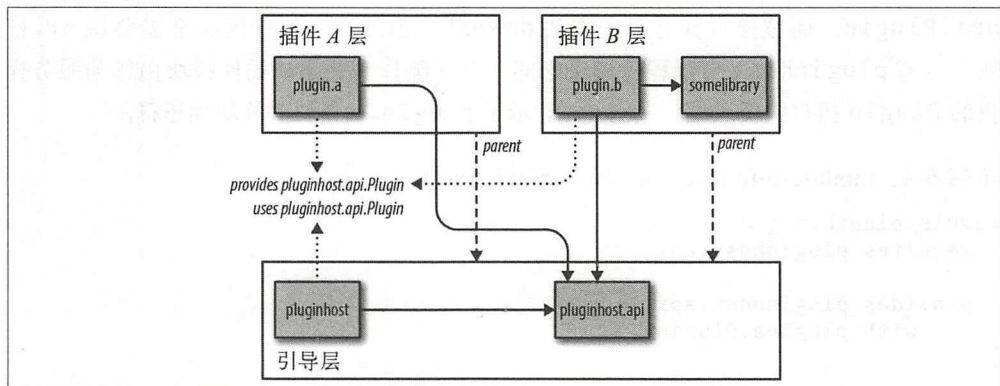 插件 A 层
插件 B 层
plugin.a
plugin.b
somelibrary
parent
parent
provides pluginhost.api.Plugin
uses pluginhost.api.Plugin
pluginhost
pluginhost.api
引导层